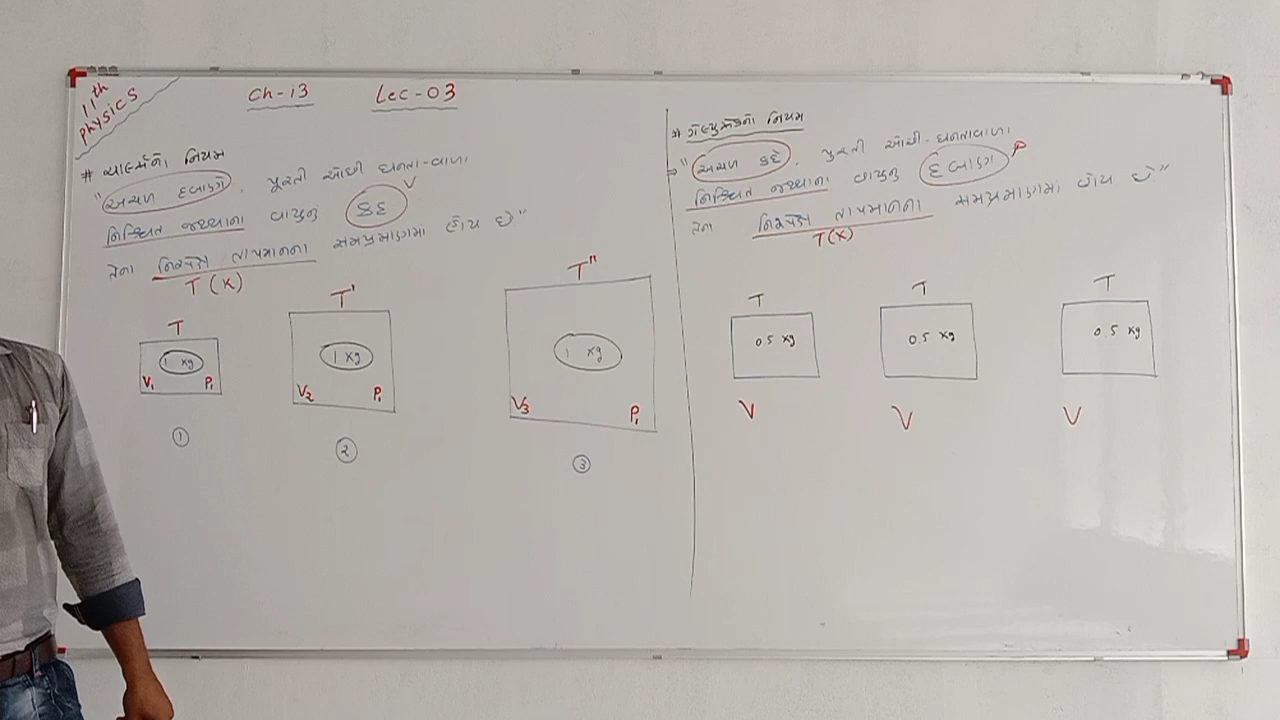 11th
physics
Ch-13 Lec-03
# ચાર્લ્સનો નિયમ
"અચળ દબાણે, પૂરતી ઓછી ઘનતા-વાળા
નિશ્ચિત જથ્થાના વાયુનું કદ V
તેના નિરપેક્ષ તાપમાનના સમપ્રમાણમાં હોય છે"
T(K)
T
1 kg
V₁ P₁
①
T'
1 kg
V₂ P₁
②
T"
1 kg
V₃ P₁
③
નિયમ
⇒ "અચળ કદે, પુરતી ઓછી-ઘનતાવાળા
નિશ્ચિત જથ્થાના વાયુનુ દબાણ P
તેના નિરપેક્ષ તાપમાનના સમપ્રમાણમાં હોય છે"
T(K)
T T T
0.5 kg 0.5 kg 0.5 kg
V V V